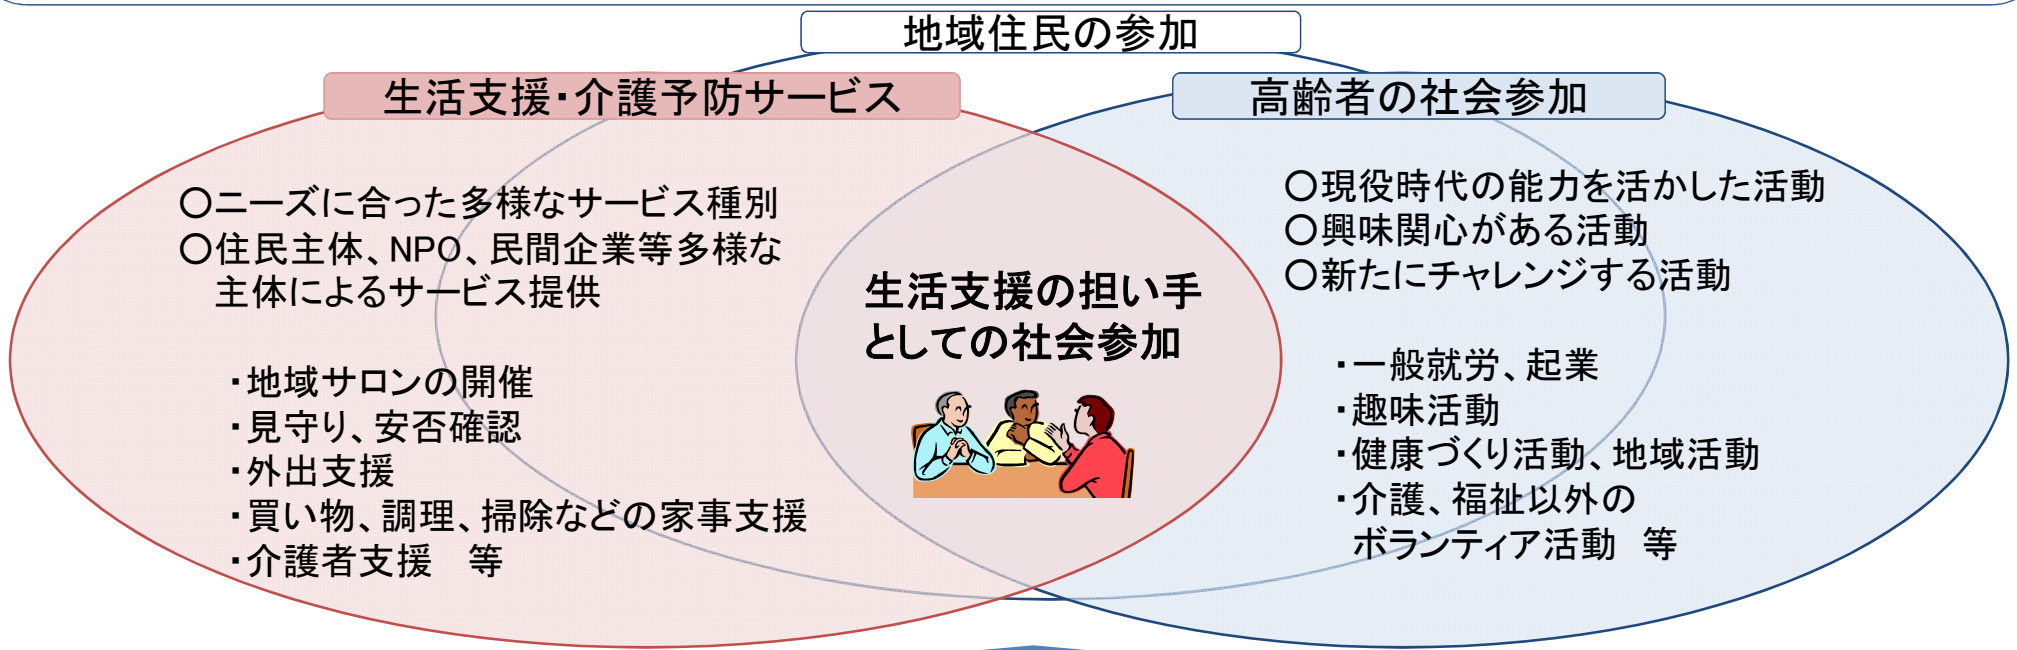 地域住民の参加
生活支援・介護予防サービス
○ニーズに合った多様なサービス種別
○住民主体、NPO、民間企業等多様な
主体によるサービス提供
・地域サロンの開催
・見守り、安否確認
・外出支援
・買い物、調理、掃除などの家事支援
・介護者支援　等
生活支援の担い手
としての社会参加
高齢者の社会参加
○現役時代の能力を活かした活動
○興味関心がある活動
○新たにチャレンジする活動
・一般就労、起業
・趣味活動
・健康づくり活動、地域活動
・介護、福祉以外の
ボランティア活動　等